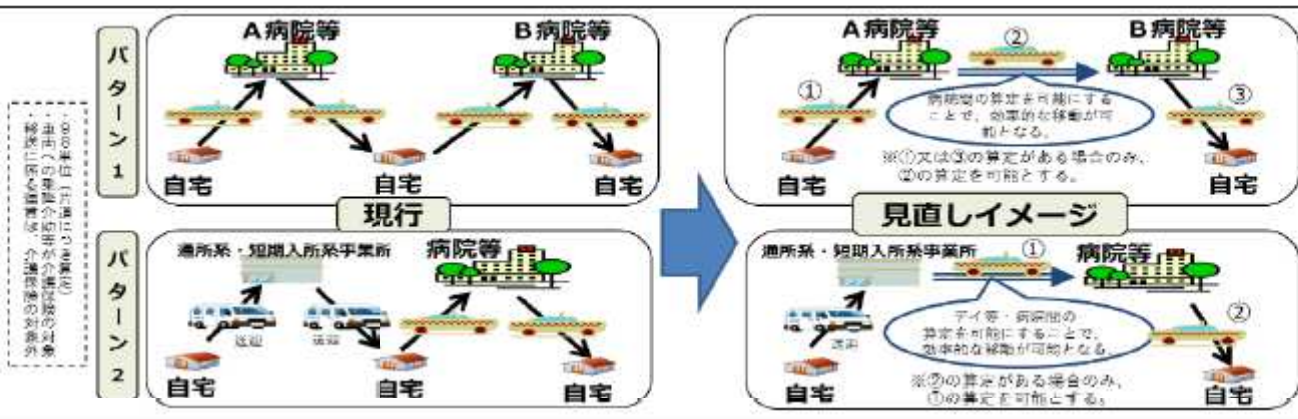 パターン1
A病院等
B病院等
自宅
自宅
自宅
現行
パターン2
通所系・短期入所系事業所
病院等
送迎
送迎
自宅
自宅
自宅
・99単位（片道につき算定）
・車両への乗降介助等が介護保険の対象
・移送に係る運賃は、介護保険の対象外
A病院等
②
B病院等
①
③
病院間の算定を可能にする
ことで、効率的な移動が可
能となる。
※①又は③の算定がある場合のみ、
②の算定を可能とする。
自宅
自宅
見直しイメージ
通所系・短期入所系事業所
①
病院等
デイ等・病院間の
算定を可能にすることで、
効率的な移動が可能となる。
②
送迎
※②の算定がある場合のみ、
①の算定を可能とする。
自宅
自宅